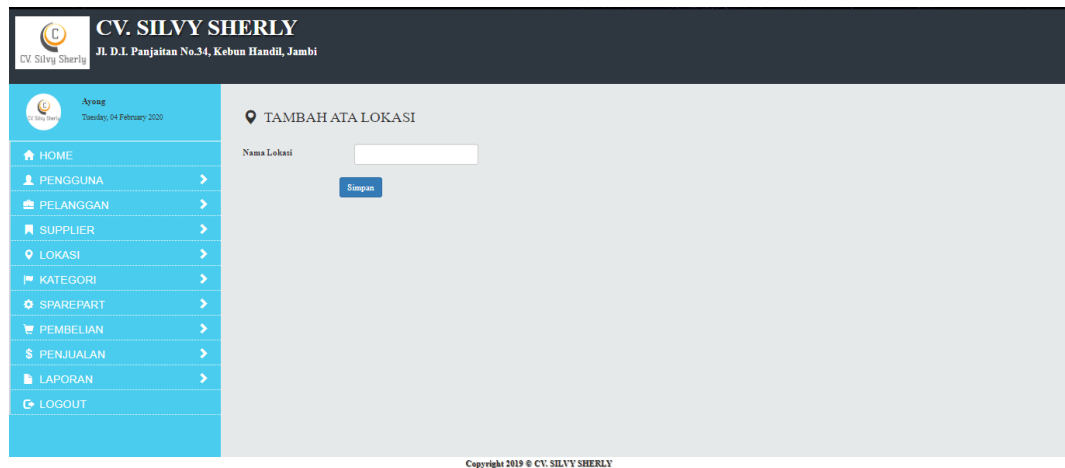 CV. SILVY SHERLY
Jl. D.I. Panjaitan No.34, Kebun Handil, Jambi
CV. Silvy Sherly
Ayong
Tuesday, 04 February 2020
HOME
PENGGUNA
PELANGGAN
SUPPLIER
LOKASI
KATEGORI
SPAREPART
PEMBELIAN
PENJUALAN
LAPORAN
LOGOUT
TAMBAH ATA LOKASI
Nama Lokasi
Simpan
Copyright 2019 © CV. SILVY SHERLY